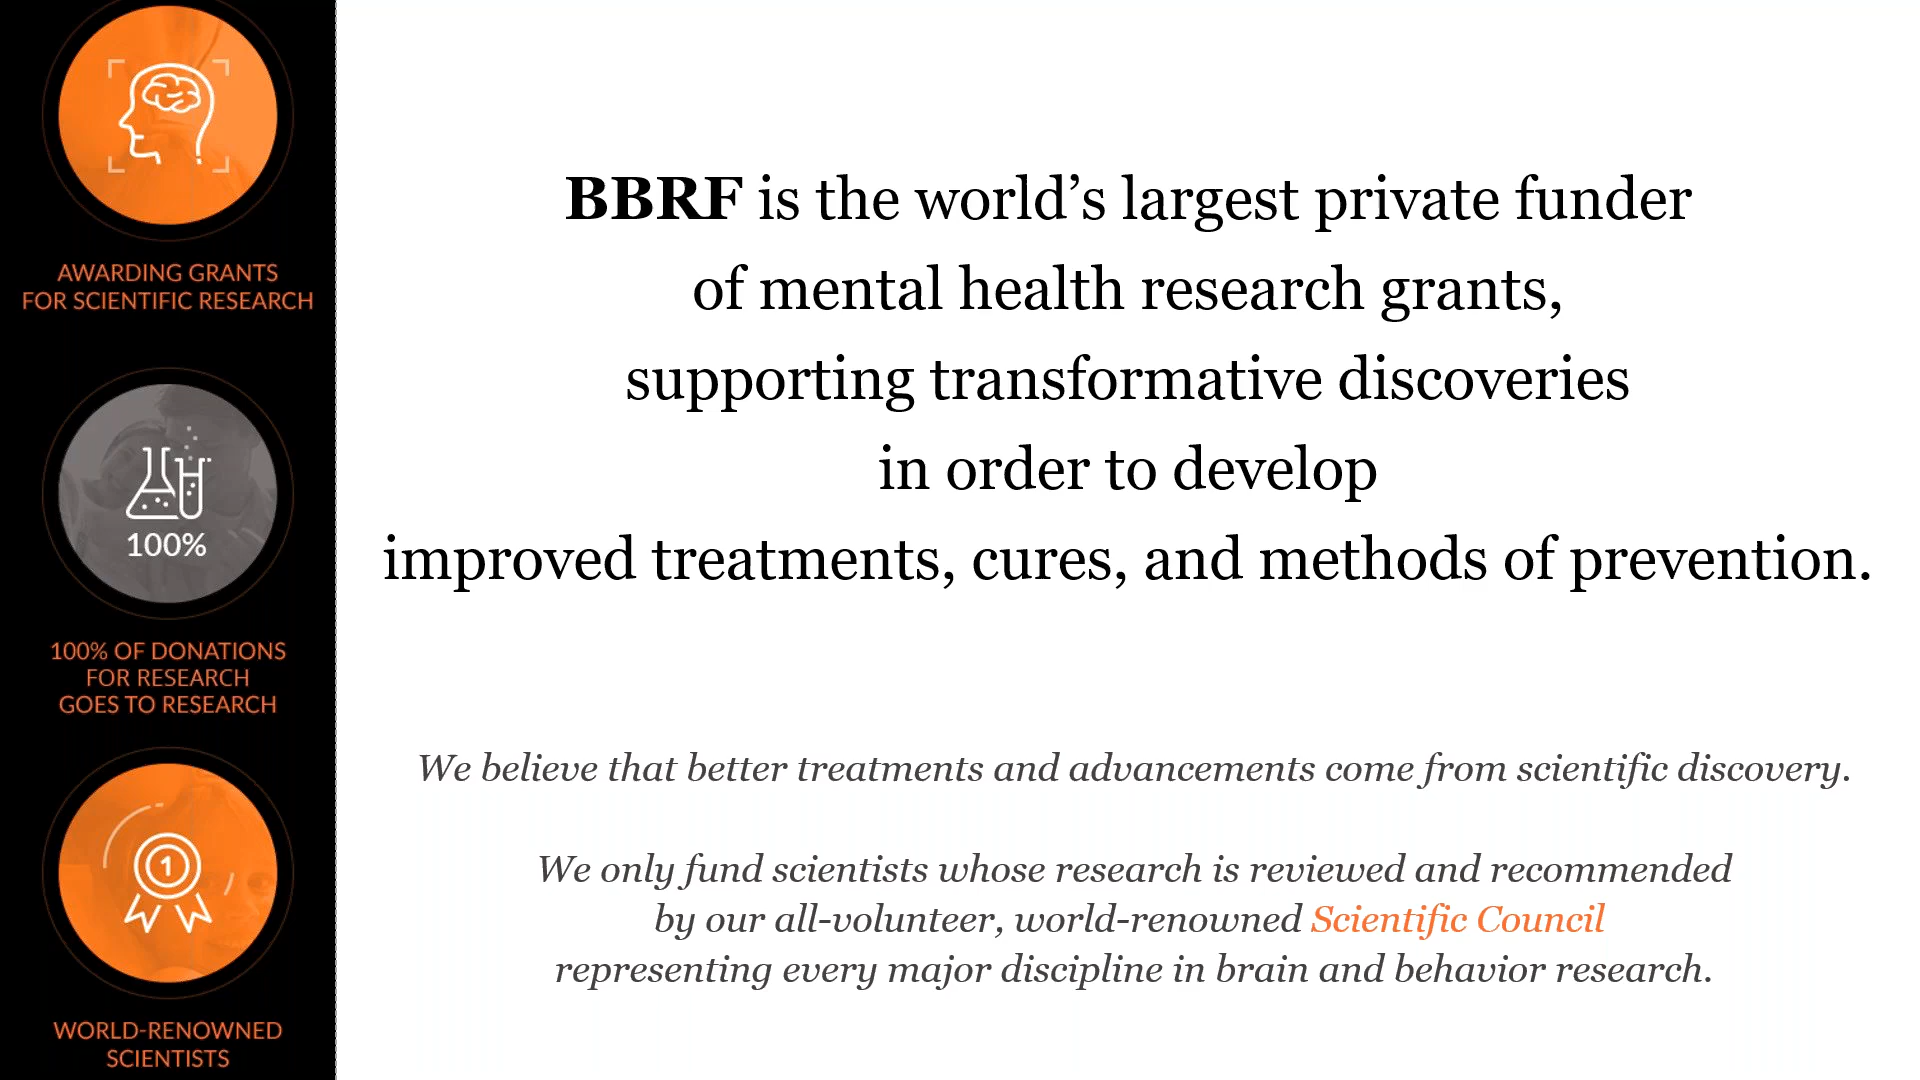 AWARDING GRANTS
FOR SCIENTIFIC RESEARCH
100%
100% OF DONATIONS
FOR RESEARCH
GOES TO RESEARCH
1
WORLD-RENOWNED
SCIENTISTS
BBRF is the world’s largest private funder
of mental health research grants,
supporting transformative discoveries
in order to develop
improved treatments, cures, and methods of prevention.
We believe that better treatments and advancements come from scientific discovery.
We only fund scientists whose research is reviewed and recommended
by our all-volunteer, world-renowned Scientific Council
representing every major discipline in brain and behavior research.